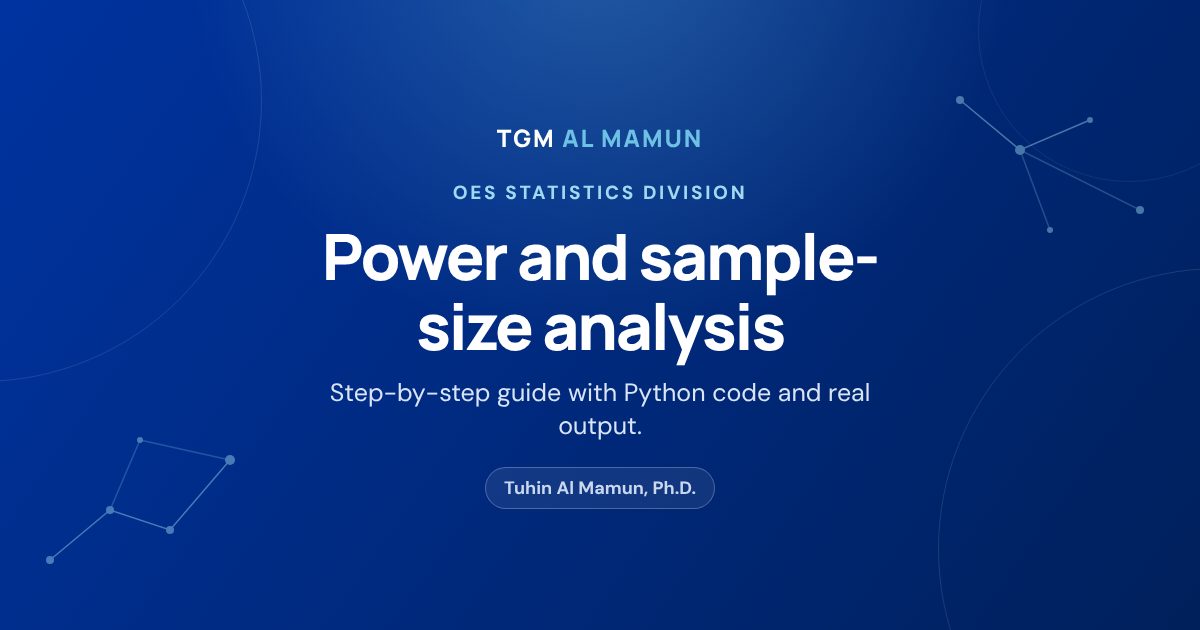 TGM AL MAMUN
OES STATISTICS DIVISION
Power and sample-
size analysis
Step-by-step guide with Python code and real
output.
Tuhin Al Mamun, Ph.D.